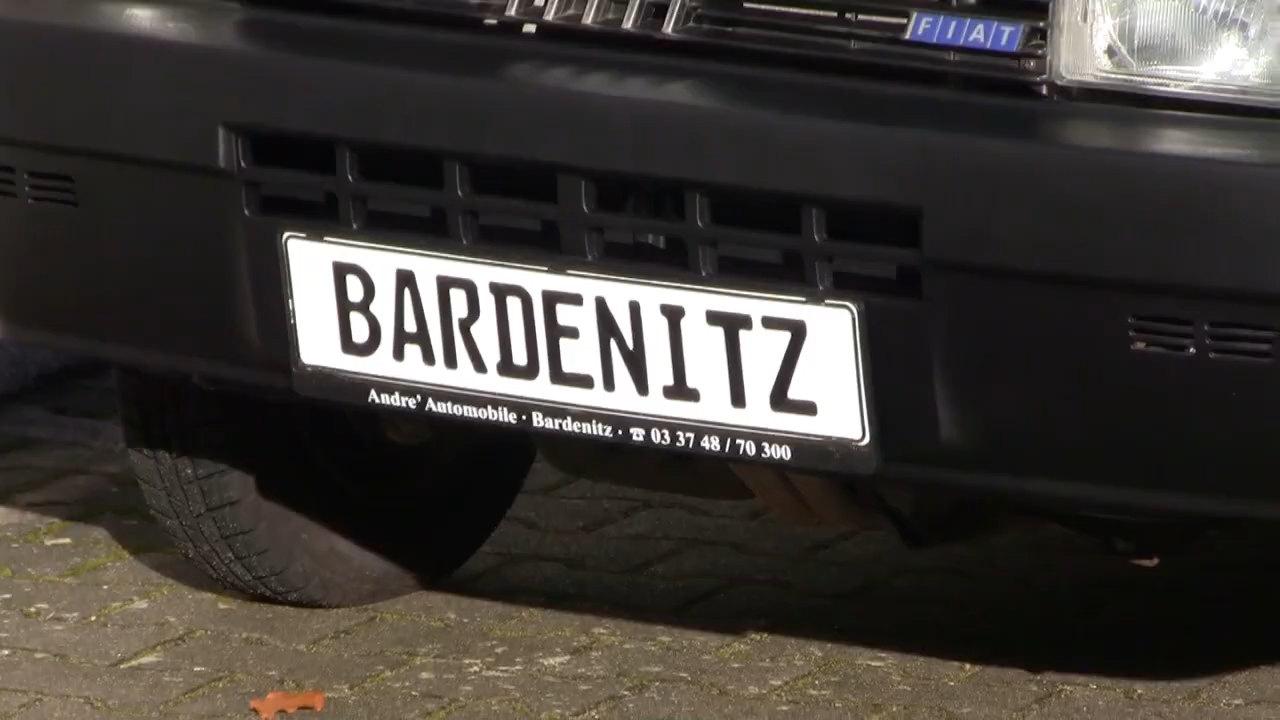 FIAT
BARDENITZ
Andre' Automobile · Bardenitz · ☎ 03 37 48 / 70 300